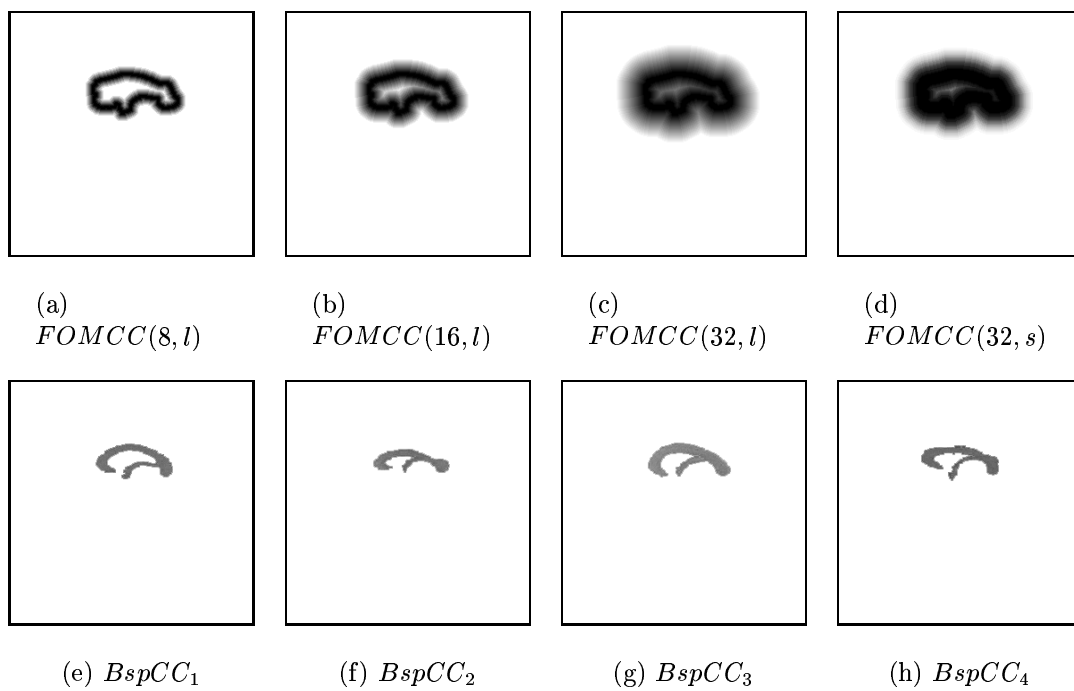 (a)
FOMCC(8, l)
(b)
FOMCC(16, l)
(c)
FOMCC(32, l)
(d)
FOMCC(32, s)
(e) BspCC₁
(f) BspCC₂
(g) BspCC₃
(h) BspCC₄